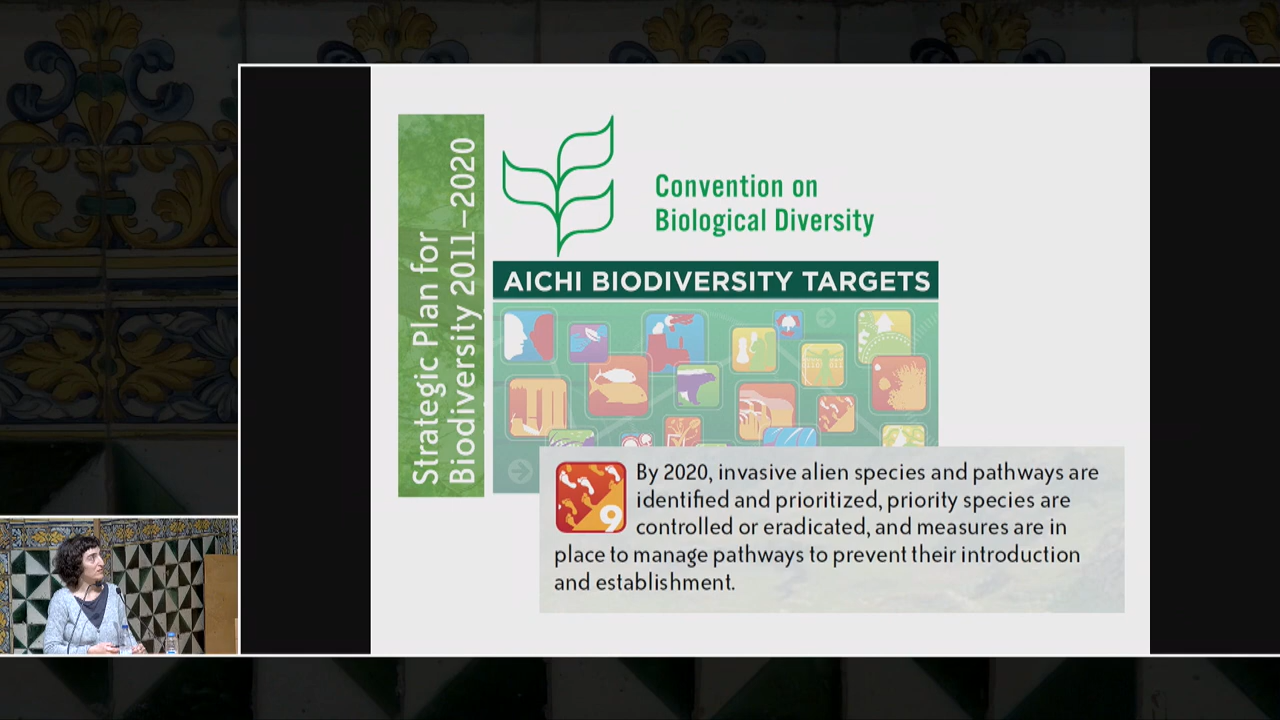 Strategic Plan for
Biodiversity 2011–2020
Convention on
Biological Diversity
AICHI BIODIVERSITY TARGETS
9
By 2020, invasive alien species and pathways are
identified and prioritized, priority species are
controlled or eradicated, and measures are in
place to manage pathways to prevent their introduction
and establishment.